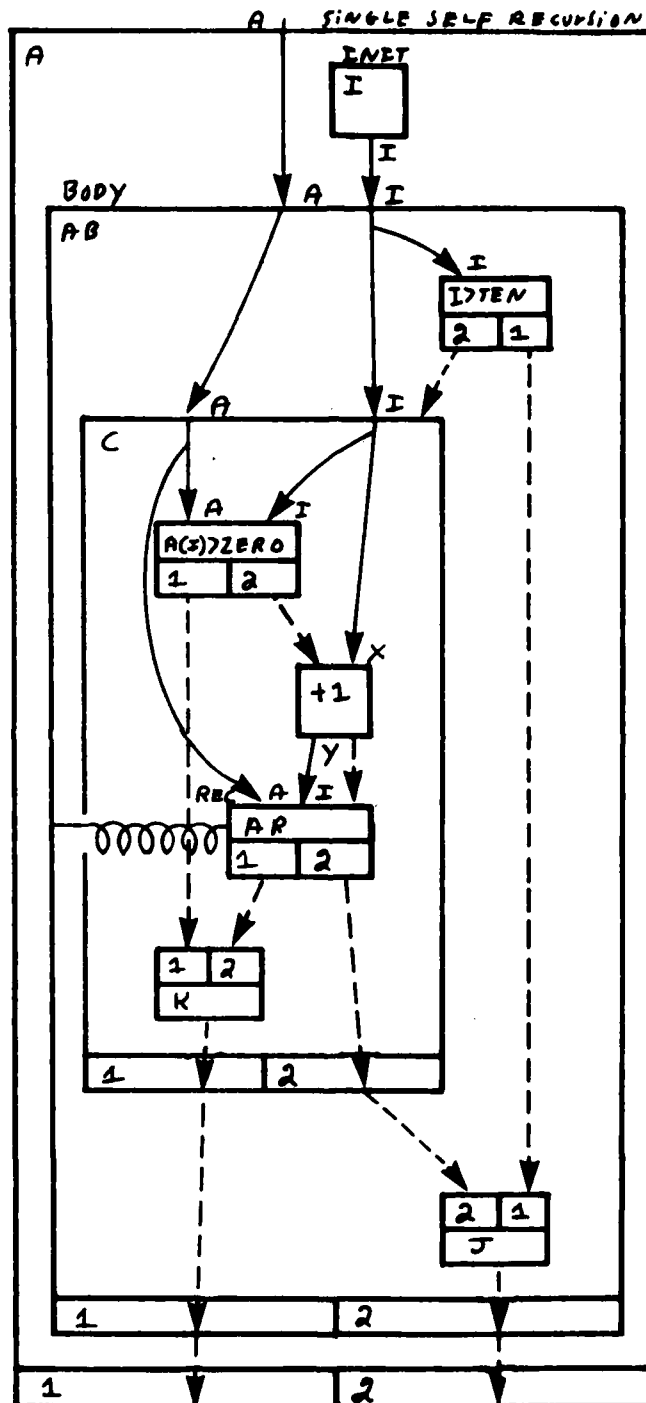 A SINGLE SELF RECURSION
A
INIT
I
I
BODY A I
AB
I
I>TEN
2 1
A I
C
A I
A(I)>ZERO
1 2
X
+1
Y
REC A I
AR
1 2
1 2
K
1 2
2 1
J
1 2
1 2